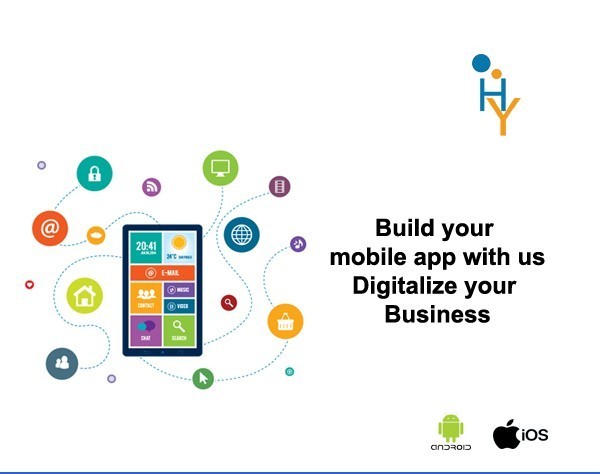 H
Y
20:41
24°C
E-MAIL
MUSIC
CONTACT
VIDEO
CHAT
SEARCH
@
Build your
mobile app with us
Digitalize your
Business
ANDROID
iOS